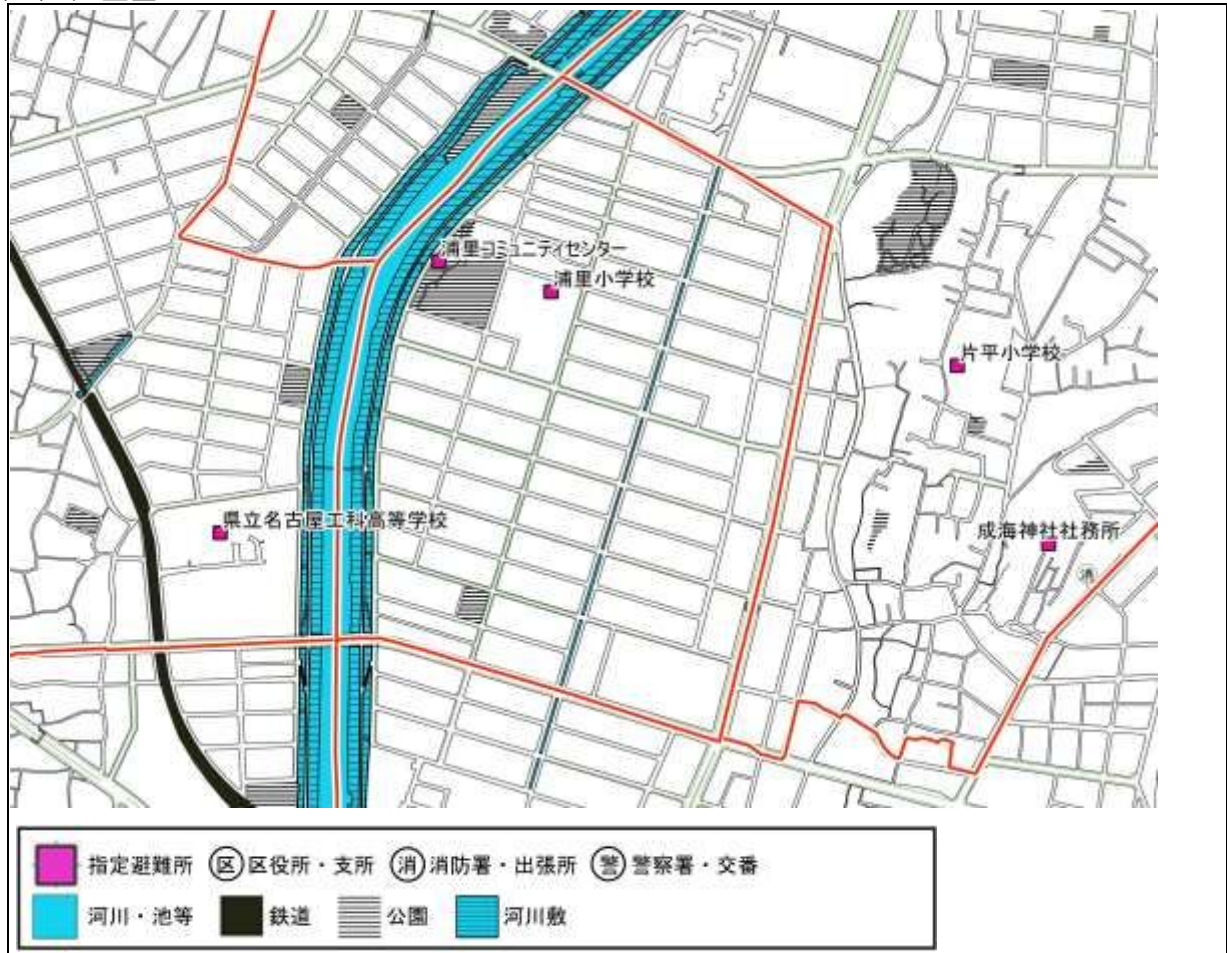 浦里コミュニティセンター
浦里小学校
片平小学校
県立名古屋工科高等学校
成海神社社務所
消
指定避難所 区 区役所・支所 消 消防署・出張所 警 警察署・交番
河川・池等 鉄道 公園 河川敷